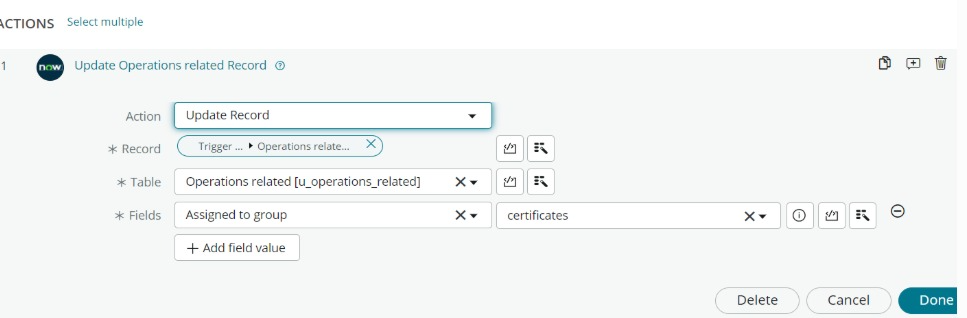 ACTIONS Select multiple
1 now Update Operations related Record
Action Update Record
* Record Trigger ... ▸ Operations relate...
* Table Operations related [u_operations_related]
* Fields Assigned to group certificates
+ Add field value
Delete Cancel Done